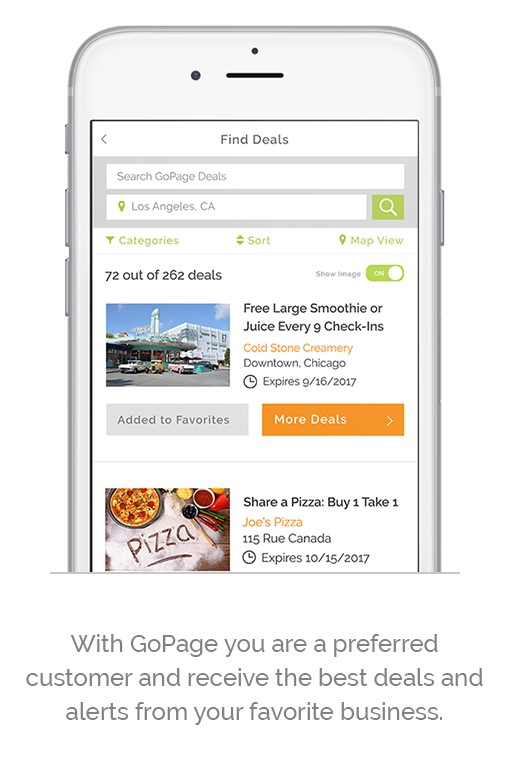 Find Deals
Search GoPage Deals
Los Angeles, CA
Categories
Sort
Map View
72 out of 262 deals
Show Image
ON
Free Large Smoothie or
Juice Every 9 Check-Ins
Cold Stone Creamery
Downtown, Chicago
Expires 9/16/2017
Added to Favorites
More Deals
Share a Pizza: Buy 1 Take 1
Pizza
Joe's Pizza
115 Rue Canada
Expires 10/15/2017
With GoPage you are a preferred
customer and receive the best deals and
alerts from your favorite business.